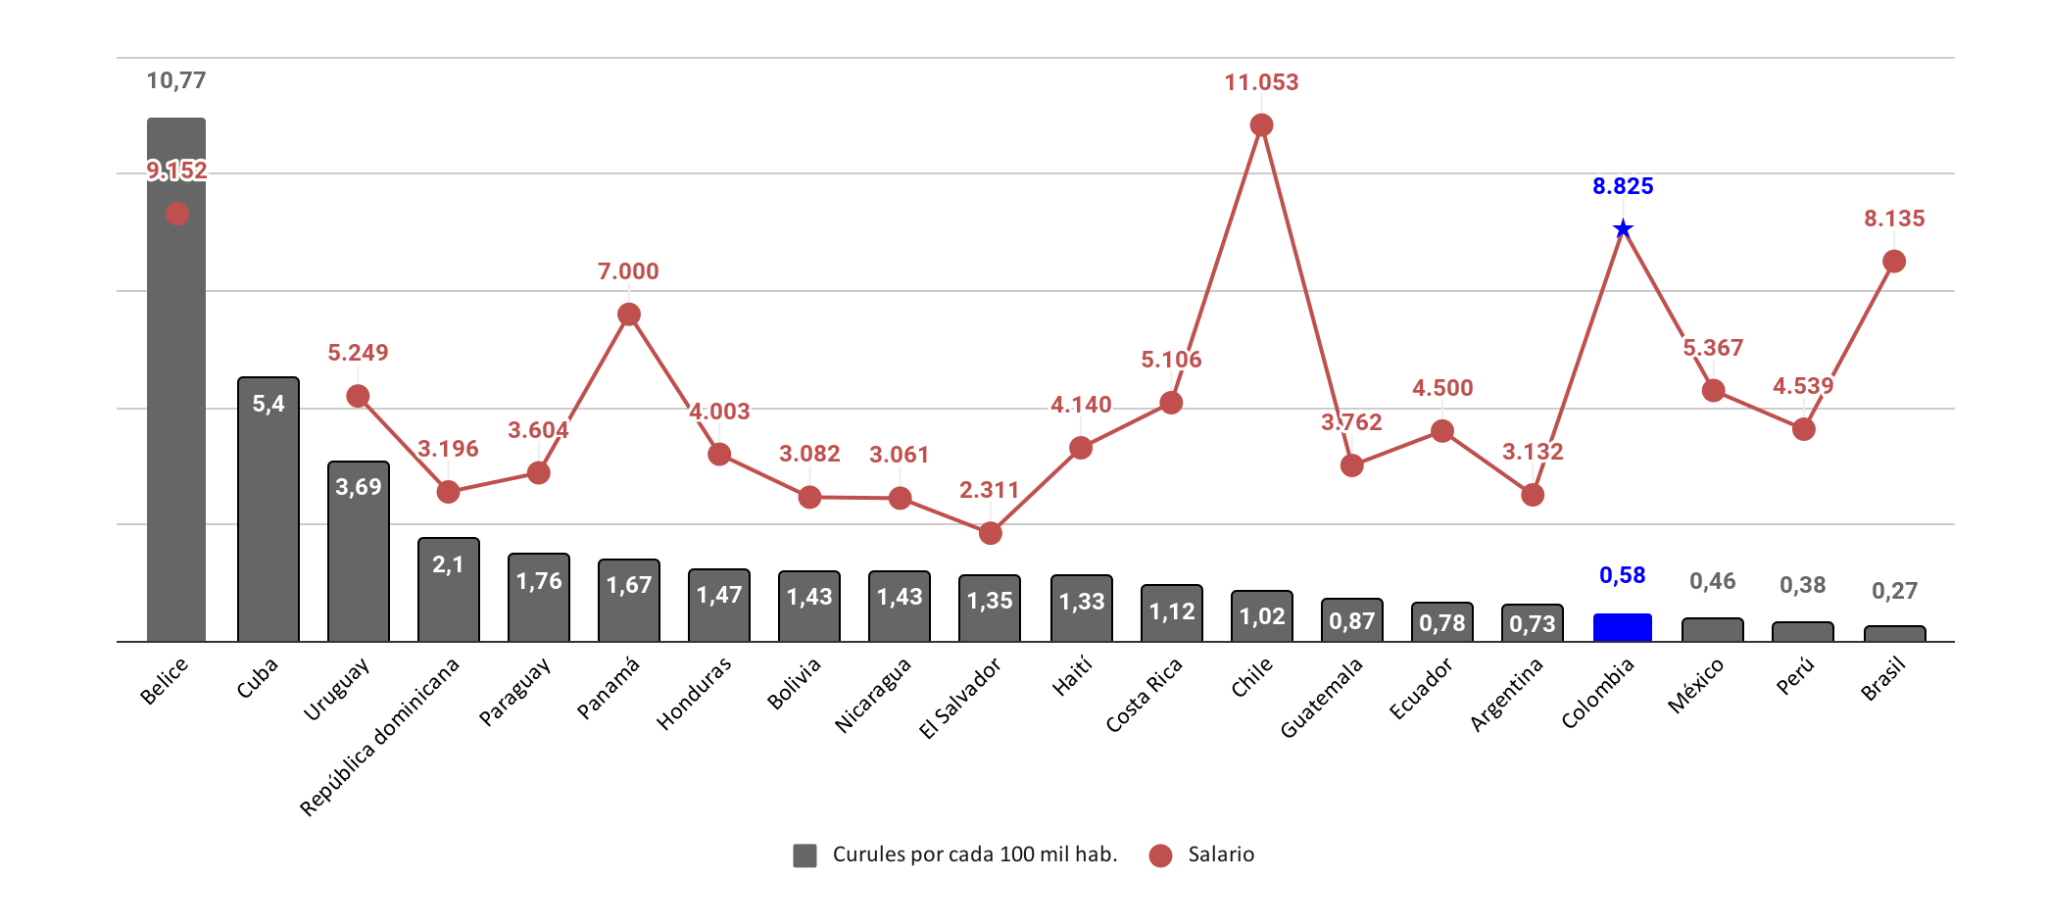 10,77
11.053
9.152
8.825
8.135
7.000
5.249
5.106
5.367
4.539
4.500
5,4
4.140
4.003
3.762
3.604
3.196
3.082
3.061
3.132
3,69
2.311
2,1
1,76
1,67
1,47
1,43
1,43
1,35
1,33
1,12
1,02
0,87
0,78
0,73
0,58
0,46
0,38
0,27
Belice
Cuba
Uruguay
República dominicana
Paraguay
Panamá
Honduras
Bolivia
Nicaragua
El Salvador
Haití
Costa Rica
Chile
Guatemala
Ecuador
Argentina
Colombia
México
Perú
Brasil
Curules por cada 100 mil hab.
Salario